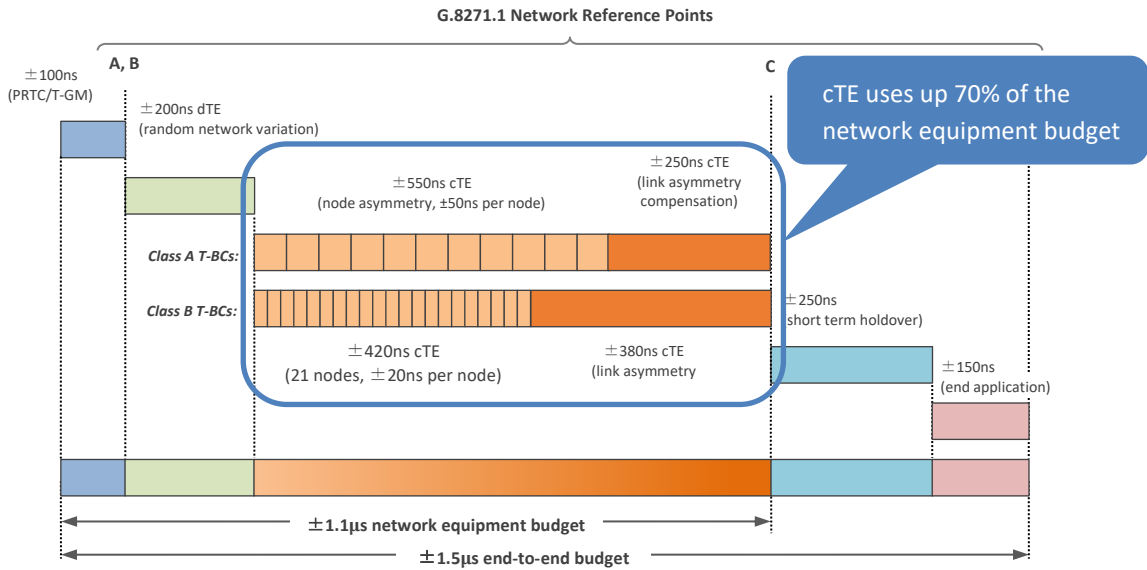 G.8271.1 Network Reference Points
A, B
C
±100ns
(PRTC/T-GM)
±200ns dTE
(random network variation)
cTE uses up 70% of the
network equipment budget
±550ns cTE
(node asymmetry, ±50ns per node)
±250ns cTE
(link asymmetry
compensation)
Class A T-BCs:
Class B T-BCs:
±420ns cTE
(21 nodes, ±20ns per node)
±380ns cTE
(link asymmetry
±250ns
(short term holdover)
±150ns
(end application)
±1.1μs network equipment budget
±1.5μs end-to-end budget